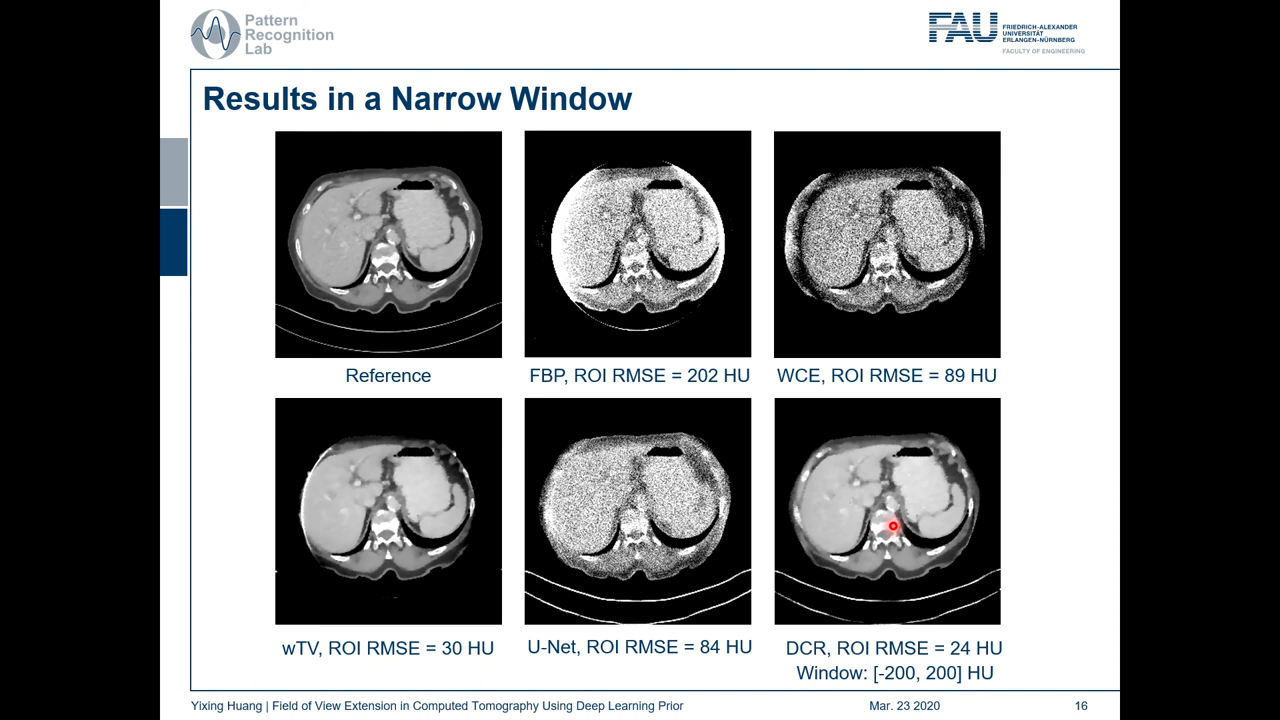 Pattern
Recognition
Lab
FAU
FRIEDRICH-ALEXANDER
UNIVERSITÄT
ERLANGEN-NÜRNBERG
FACULTY OF ENGINEERING
Results in a Narrow Window
Reference
FBP, ROI RMSE = 202 HU
WCE, ROI RMSE = 89 HU
wTV, ROI RMSE = 30 HU
U-Net, ROI RMSE = 84 HU
DCR, ROI RMSE = 24 HU
Window: [-200, 200] HU
Yixing Huang | Field of View Extension in Computed Tomography Using Deep Learning Prior
Mar. 23 2020
16